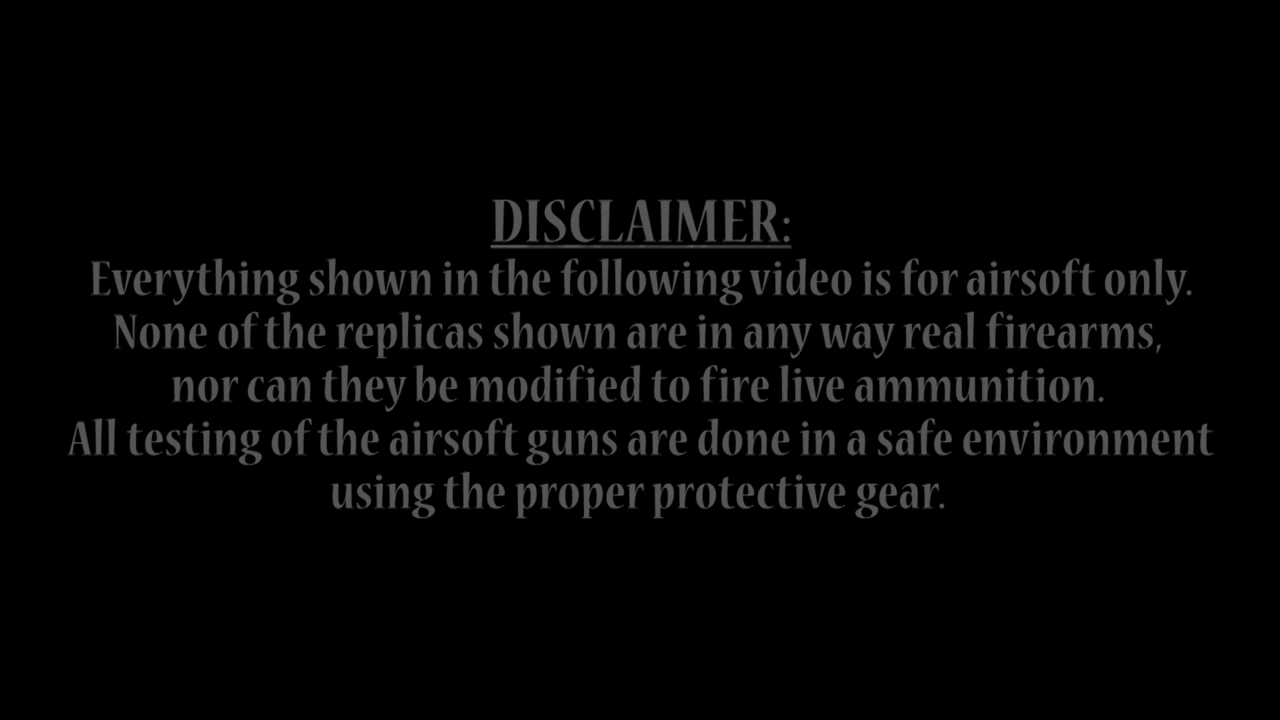 DISCLAIMER:
Everything shown in the following video is for airsoft only.
None of the replicas shown are in any way real firearms,
nor can they be modified to fire live ammunition.
All testing of the airsoft guns are done in a safe environment
using the proper protective gear.